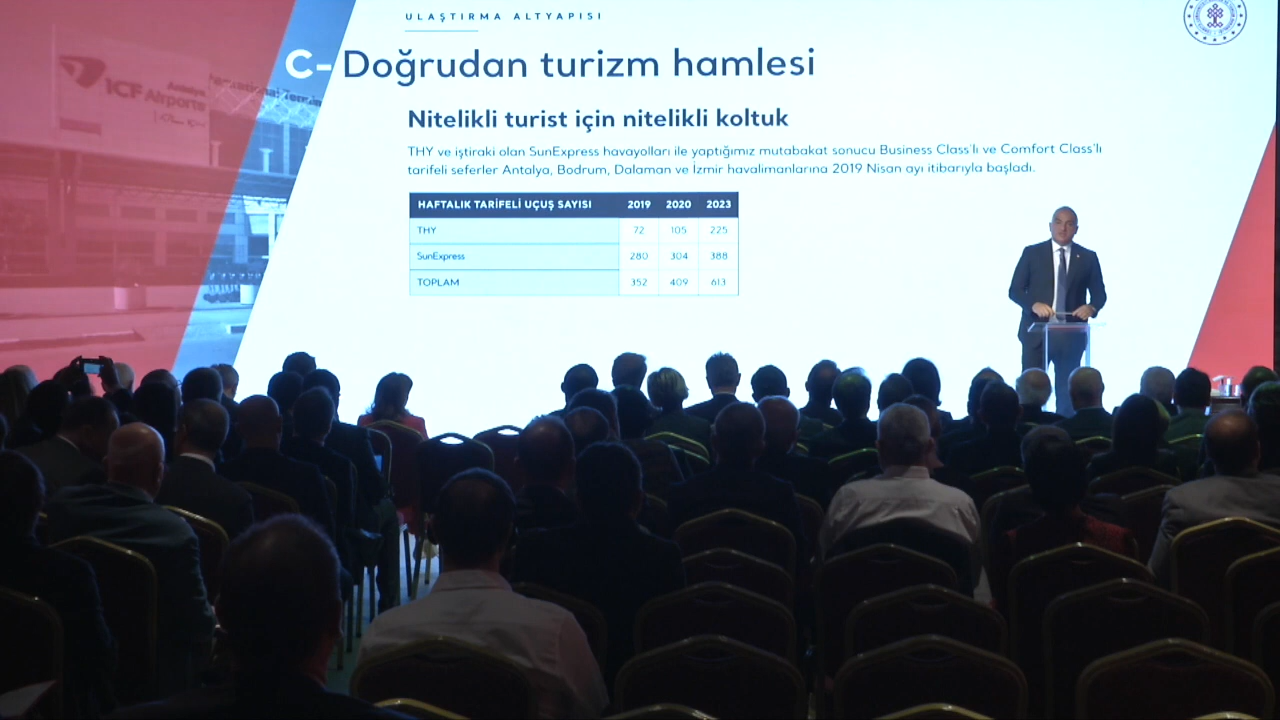 ULAŞTIRMA ALTYAPISI
C- Doğrudan turizm hamlesi
Nitelikli turist için nitelikli koltuk
THY ve iştiraki olan SunExpress havayolları ile yaptığımız mutabakat sonucu Business Class'lı ve Comfort Class'lı
tarifeli seferler Antalya, Bodrum, Dalaman ve İzmir havalimanlarına 2019 Nisan ayı itibarıyla başladı.
HAFTALIK TARİFELİ UÇUŞ SAYISI 2019 2020 2023
THY 72 105 225
SunExpress 280 304 388
TOPLAM 352 409 613
Antalya
ICF Airports
International Termin